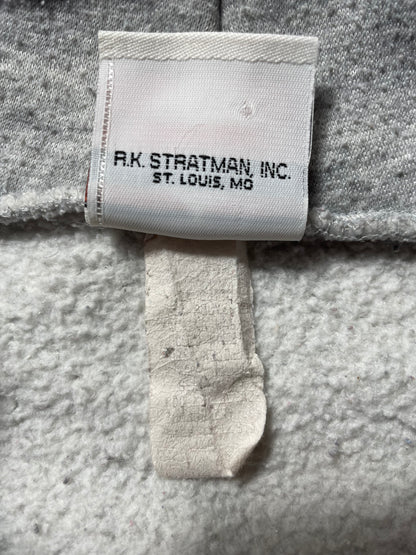 R.K. STRATMAN, INC.
ST. LOUIS, MO